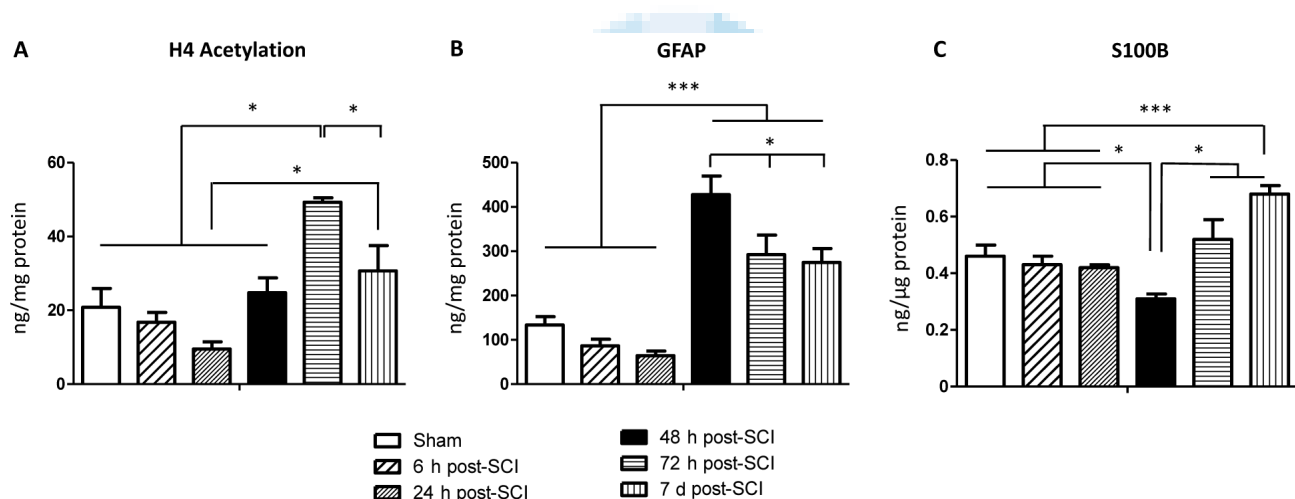 A H4 Acetylation
* * *
ng/mg protein
60
40
20
0
B GFAP
*** *
ng/mg protein
500
400
300
200
100
0
C S100B
*** * *
ng/μg protein
0.8
0.6
0.4
0.2
0
Sham
6 h post-SCI
24 h post-SCI
48 h post-SCI
72 h post-SCI
7 d post-SCI